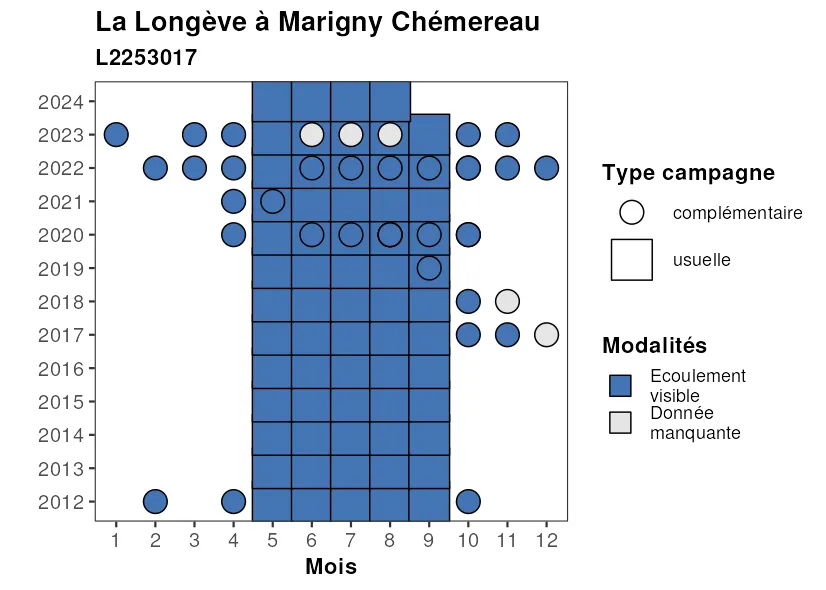 La Longève à Marigny Chémereau
L2253017
2024
2023
2022
2021
2020
2019
2018
2017
2016
2015
2014
2013
2012
1 2 3 4 5 6 7 8 9 10 11 12
Mois
Type campagne
complémentaire
usuelle
Modalités
Ecoulement
visible
Donnée
manquante